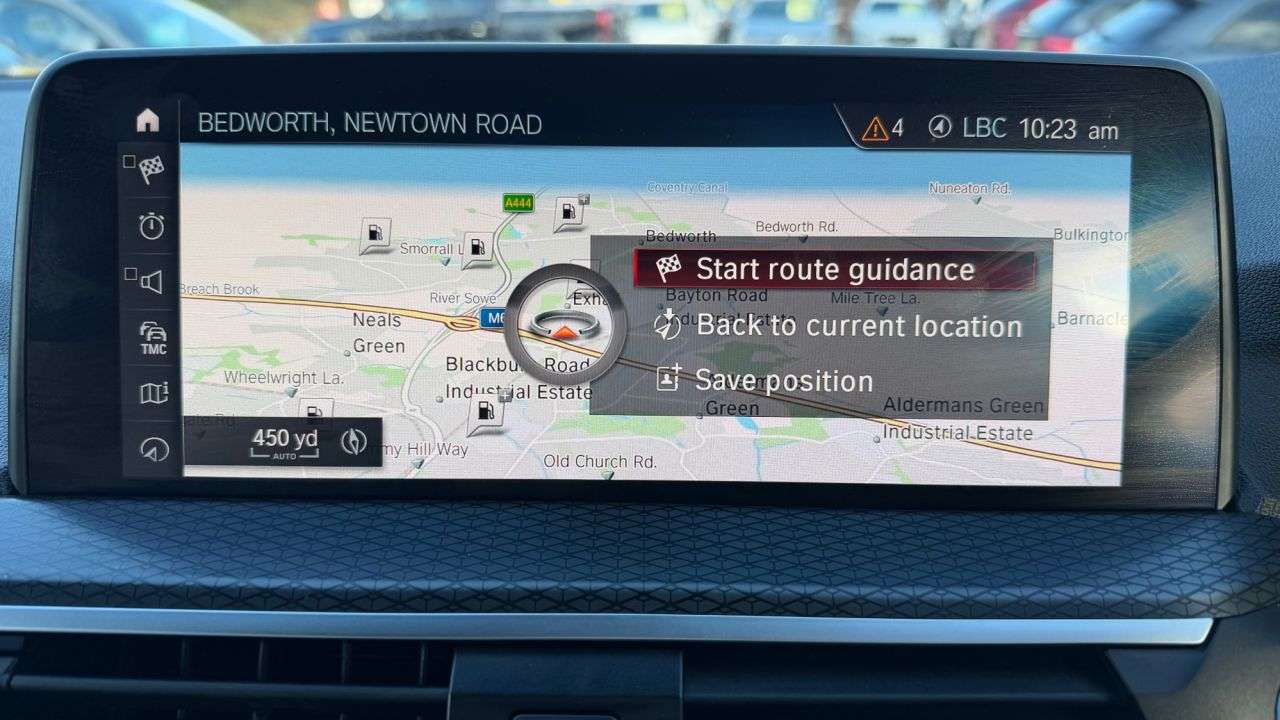 BEDWORTH, NEWTOWN ROAD
4 LBC 10:23 am
A444
Coventry Canal
Nuneaton Rd.
Bedworth Rd.
Bedworth
Bulkington
Smorrall
Start route guidance
Breach Brook
River Sowe
Bayton Road
Mile Tree La.
Neals
Green
M6
Back to current location
Barnacle
TMC
Road
Industrial Estate
Wheelwright La.
Save position
Green
Aldermans Green
Industrial Estate
450 yd
AUTO
my Hill Way
Old Church Rd.